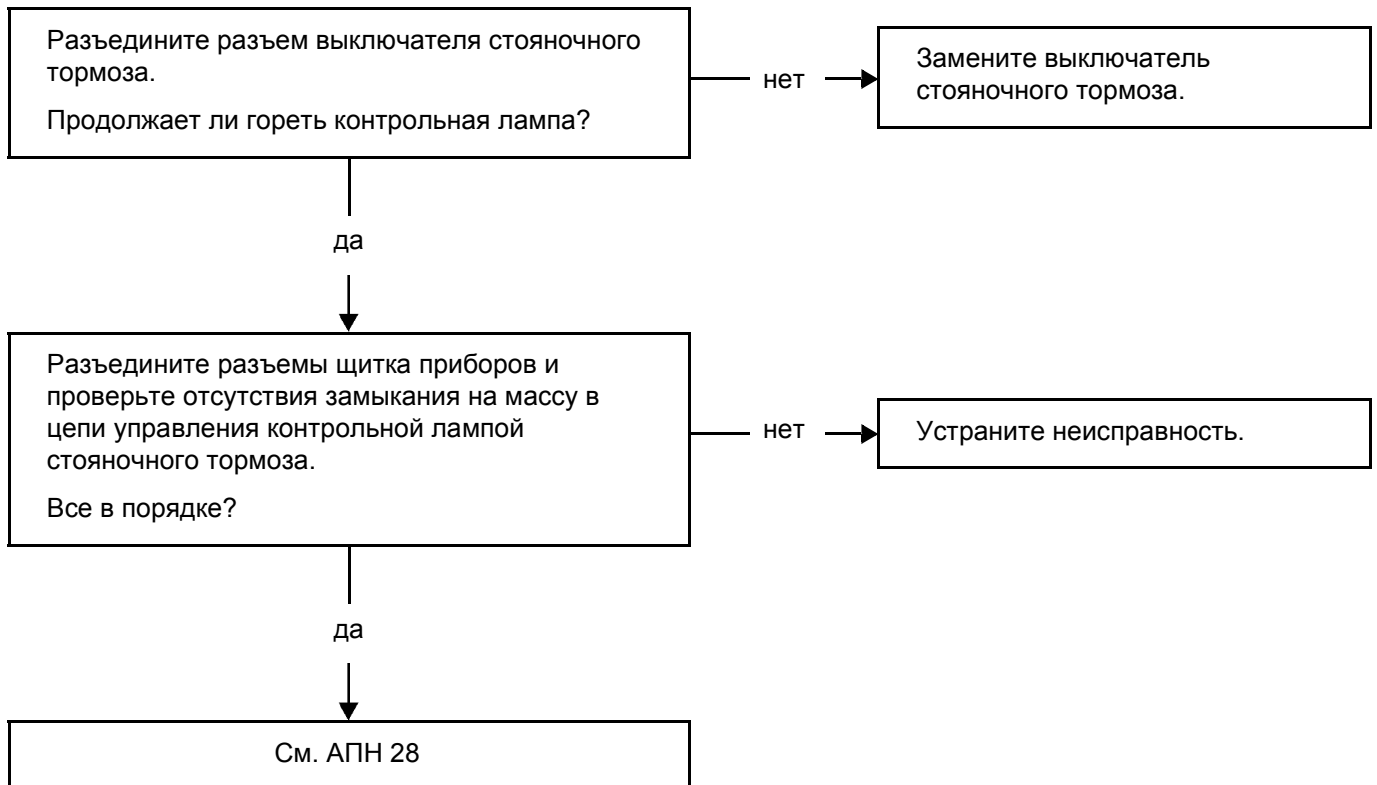 Разъедините разъем выключателя стояночного
тормоза.
Продолжает ли гореть контрольная лампа?
нет
Замените выключатель
стояночного тормоза.
да
Разъедините разъемы щитка приборов и
проверьте отсутствия замыкания на массу в
цепи управления контрольной лампой
стояночного тормоза.
Все в порядке?
нет
Устраните неисправность.
да
См. АПН 28